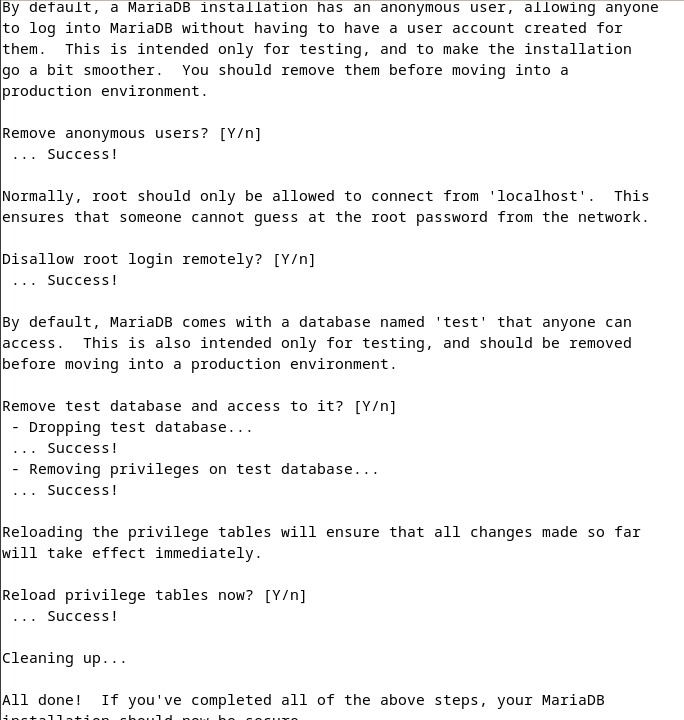 By default, a MariaDB installation has an anonymous user, allowing anyone
to log into MariaDB without having to have a user account created for
them.  This is intended only for testing, and to make the installation
go a bit smoother.  You should remove them before moving into a
production environment.

Remove anonymous users? [Y/n]
 ... Success!

Normally, root should only be allowed to connect from 'localhost'.  This
ensures that someone cannot guess at the root password from the network.

Disallow root login remotely? [Y/n]
 ... Success!

By default, MariaDB comes with a database named 'test' that anyone can
access.  This is also intended only for testing, and should be removed
before moving into a production environment.

Remove test database and access to it? [Y/n]
 - Dropping test database...
 ... Success!
 - Removing privileges on test database...
 ... Success!

Reloading the privilege tables will ensure that all changes made so far
will take effect immediately.

Reload privilege tables now? [Y/n]
 ... Success!

Cleaning up...

All done!  If you've completed all of the above steps, your MariaDB
installation should now be secure.